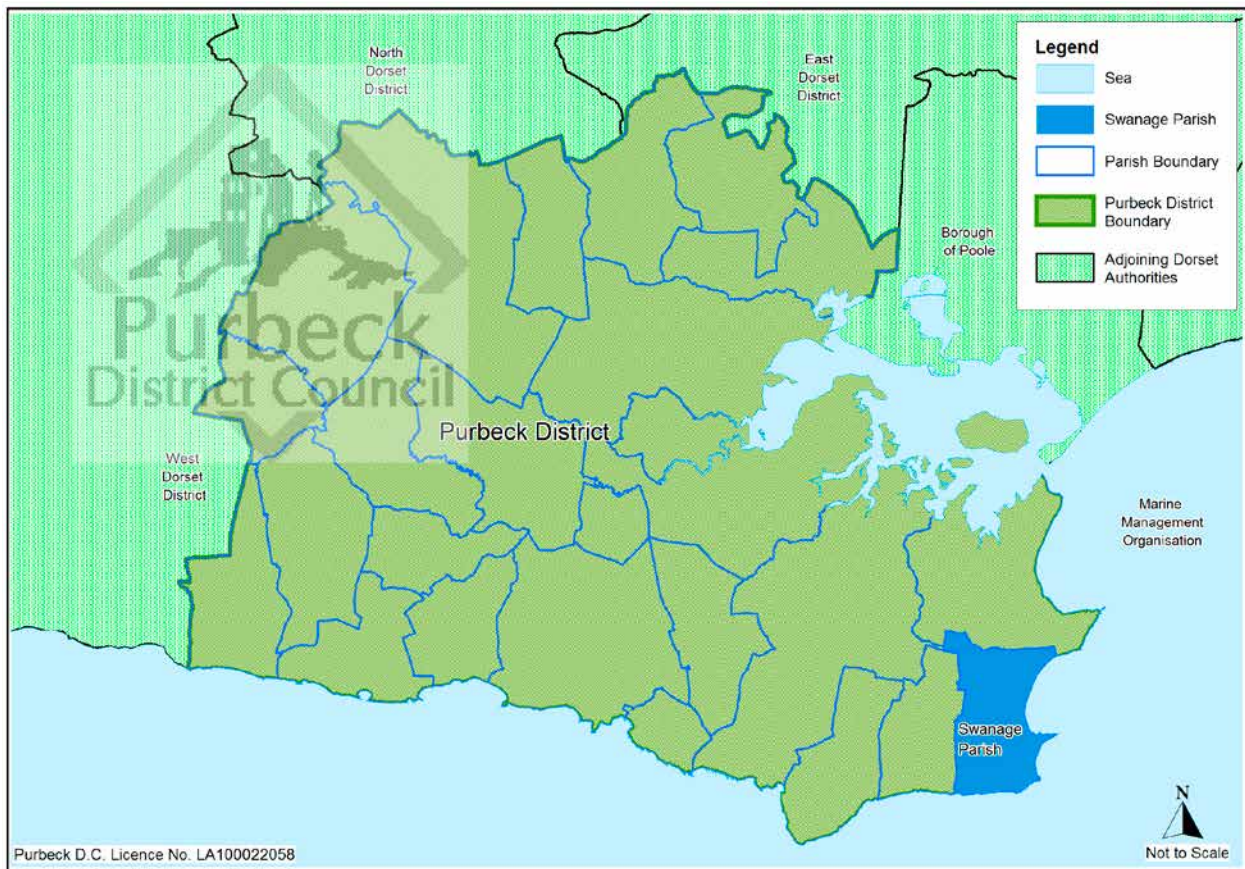 North
Dorset
District
East
Dorset
District
Legend
Sea
Swanage Parish
Parish Boundary
Purbeck District
Boundary
Adjoining Dorset
Authorities
Borough
of Poole
Purbeck
District Council
Purbeck District
West
Dorset
District
Marine
Management
Organisation
Swanage
Parish
N
Not to Scale
Purbeck D.C. Licence No. LA100022058